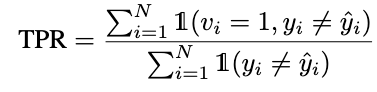 TPR = \frac{\sum_{i=1}^{N} \mathbb{1}(v_i = 1, y_i \neq \hat{y}_i)}{\sum_{i=1}^{N} \mathbb{1}(y_i \neq \hat{y}_i)}